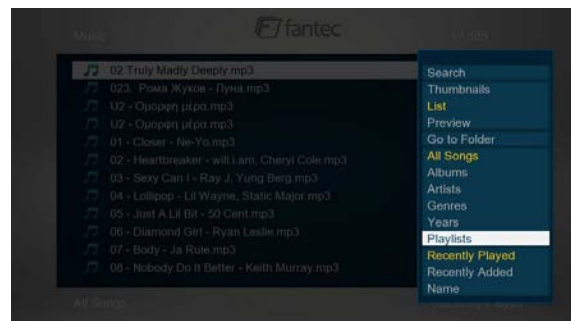 Music
fantec
1 / 383
02 Truly Madly Deeply.mp3
023. Рома Жуков - Луна.mp3
U2 - Ομορφη μέρα.mp3
U2 - Ομορφη μέρα.mp3
01 - Closer - Ne-Yo.mp3
02 - Heartbreaker - will.i.am, Cheryl Cole.mp3
03 - Sexy Can I - Ray J, Yung Berg.mp3
04 - Lollipop - Lil Wayne, Static Major.mp3
05 - Just A Lil Bit - 50 Cent.mp3
06 - Diamond Girl - Ryan Leslie.mp3
07 - Body - Ja Rule.mp3
08 - Nobody Do It Better - Keith Murray.mp3
All Songs
Search
Thumbnails
List
Preview
Go to Folder
All Songs
Albums
Artists
Genres
Years
Playlists
Recently Played
Recently Added
Name